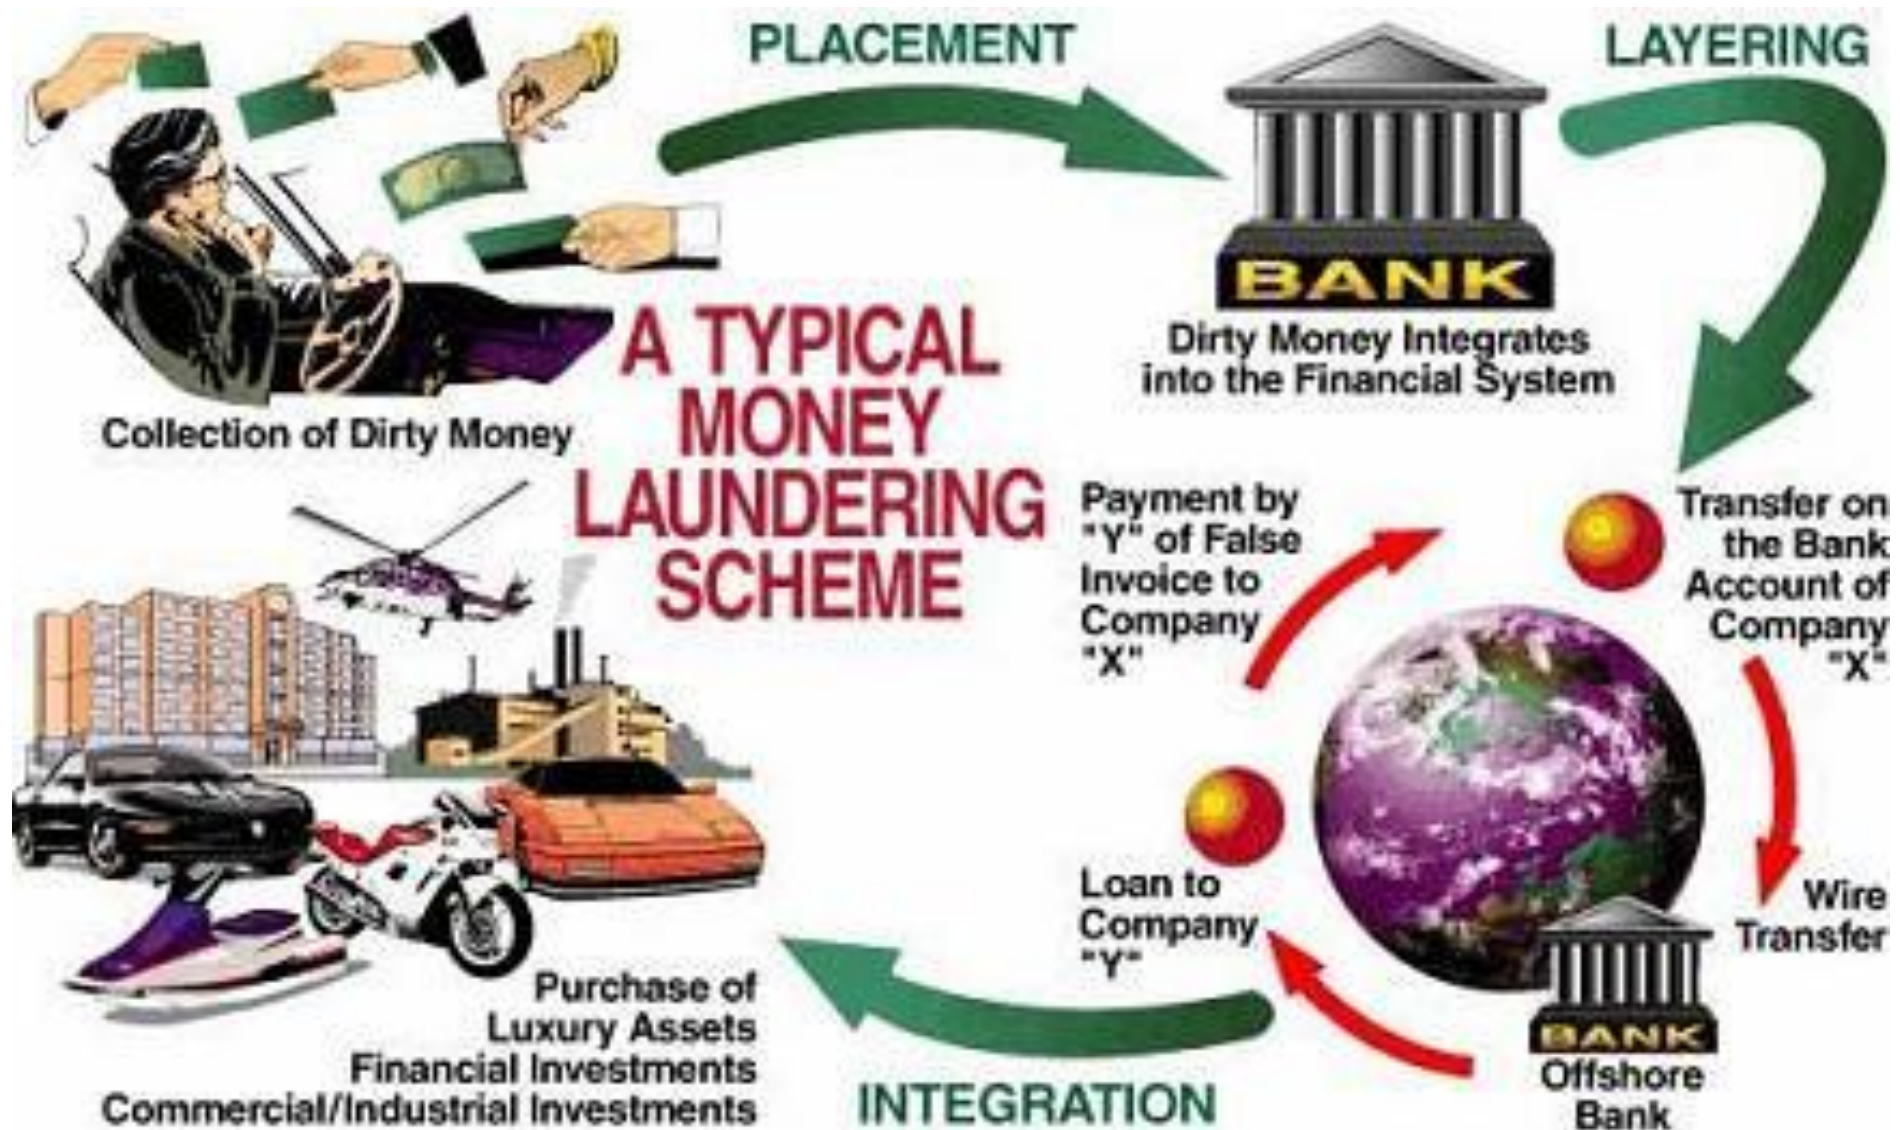 PLACEMENT
LAYERING
BANK
Dirty Money Integrates
into the Financial System
Collection of Dirty Money
A TYPICAL
MONEY
LAUNDERING
SCHEME
Payment by
"Y" of False
Invoice to
Company
"X"
Transfer on
the Bank
Account of
Company
"X"
Wire
Transfer
Loan to
Company
"Y"
BANK
Offshore
Bank
INTEGRATION
Purchase of
Luxury Assets
Financial Investments
Commercial/Industrial Investments